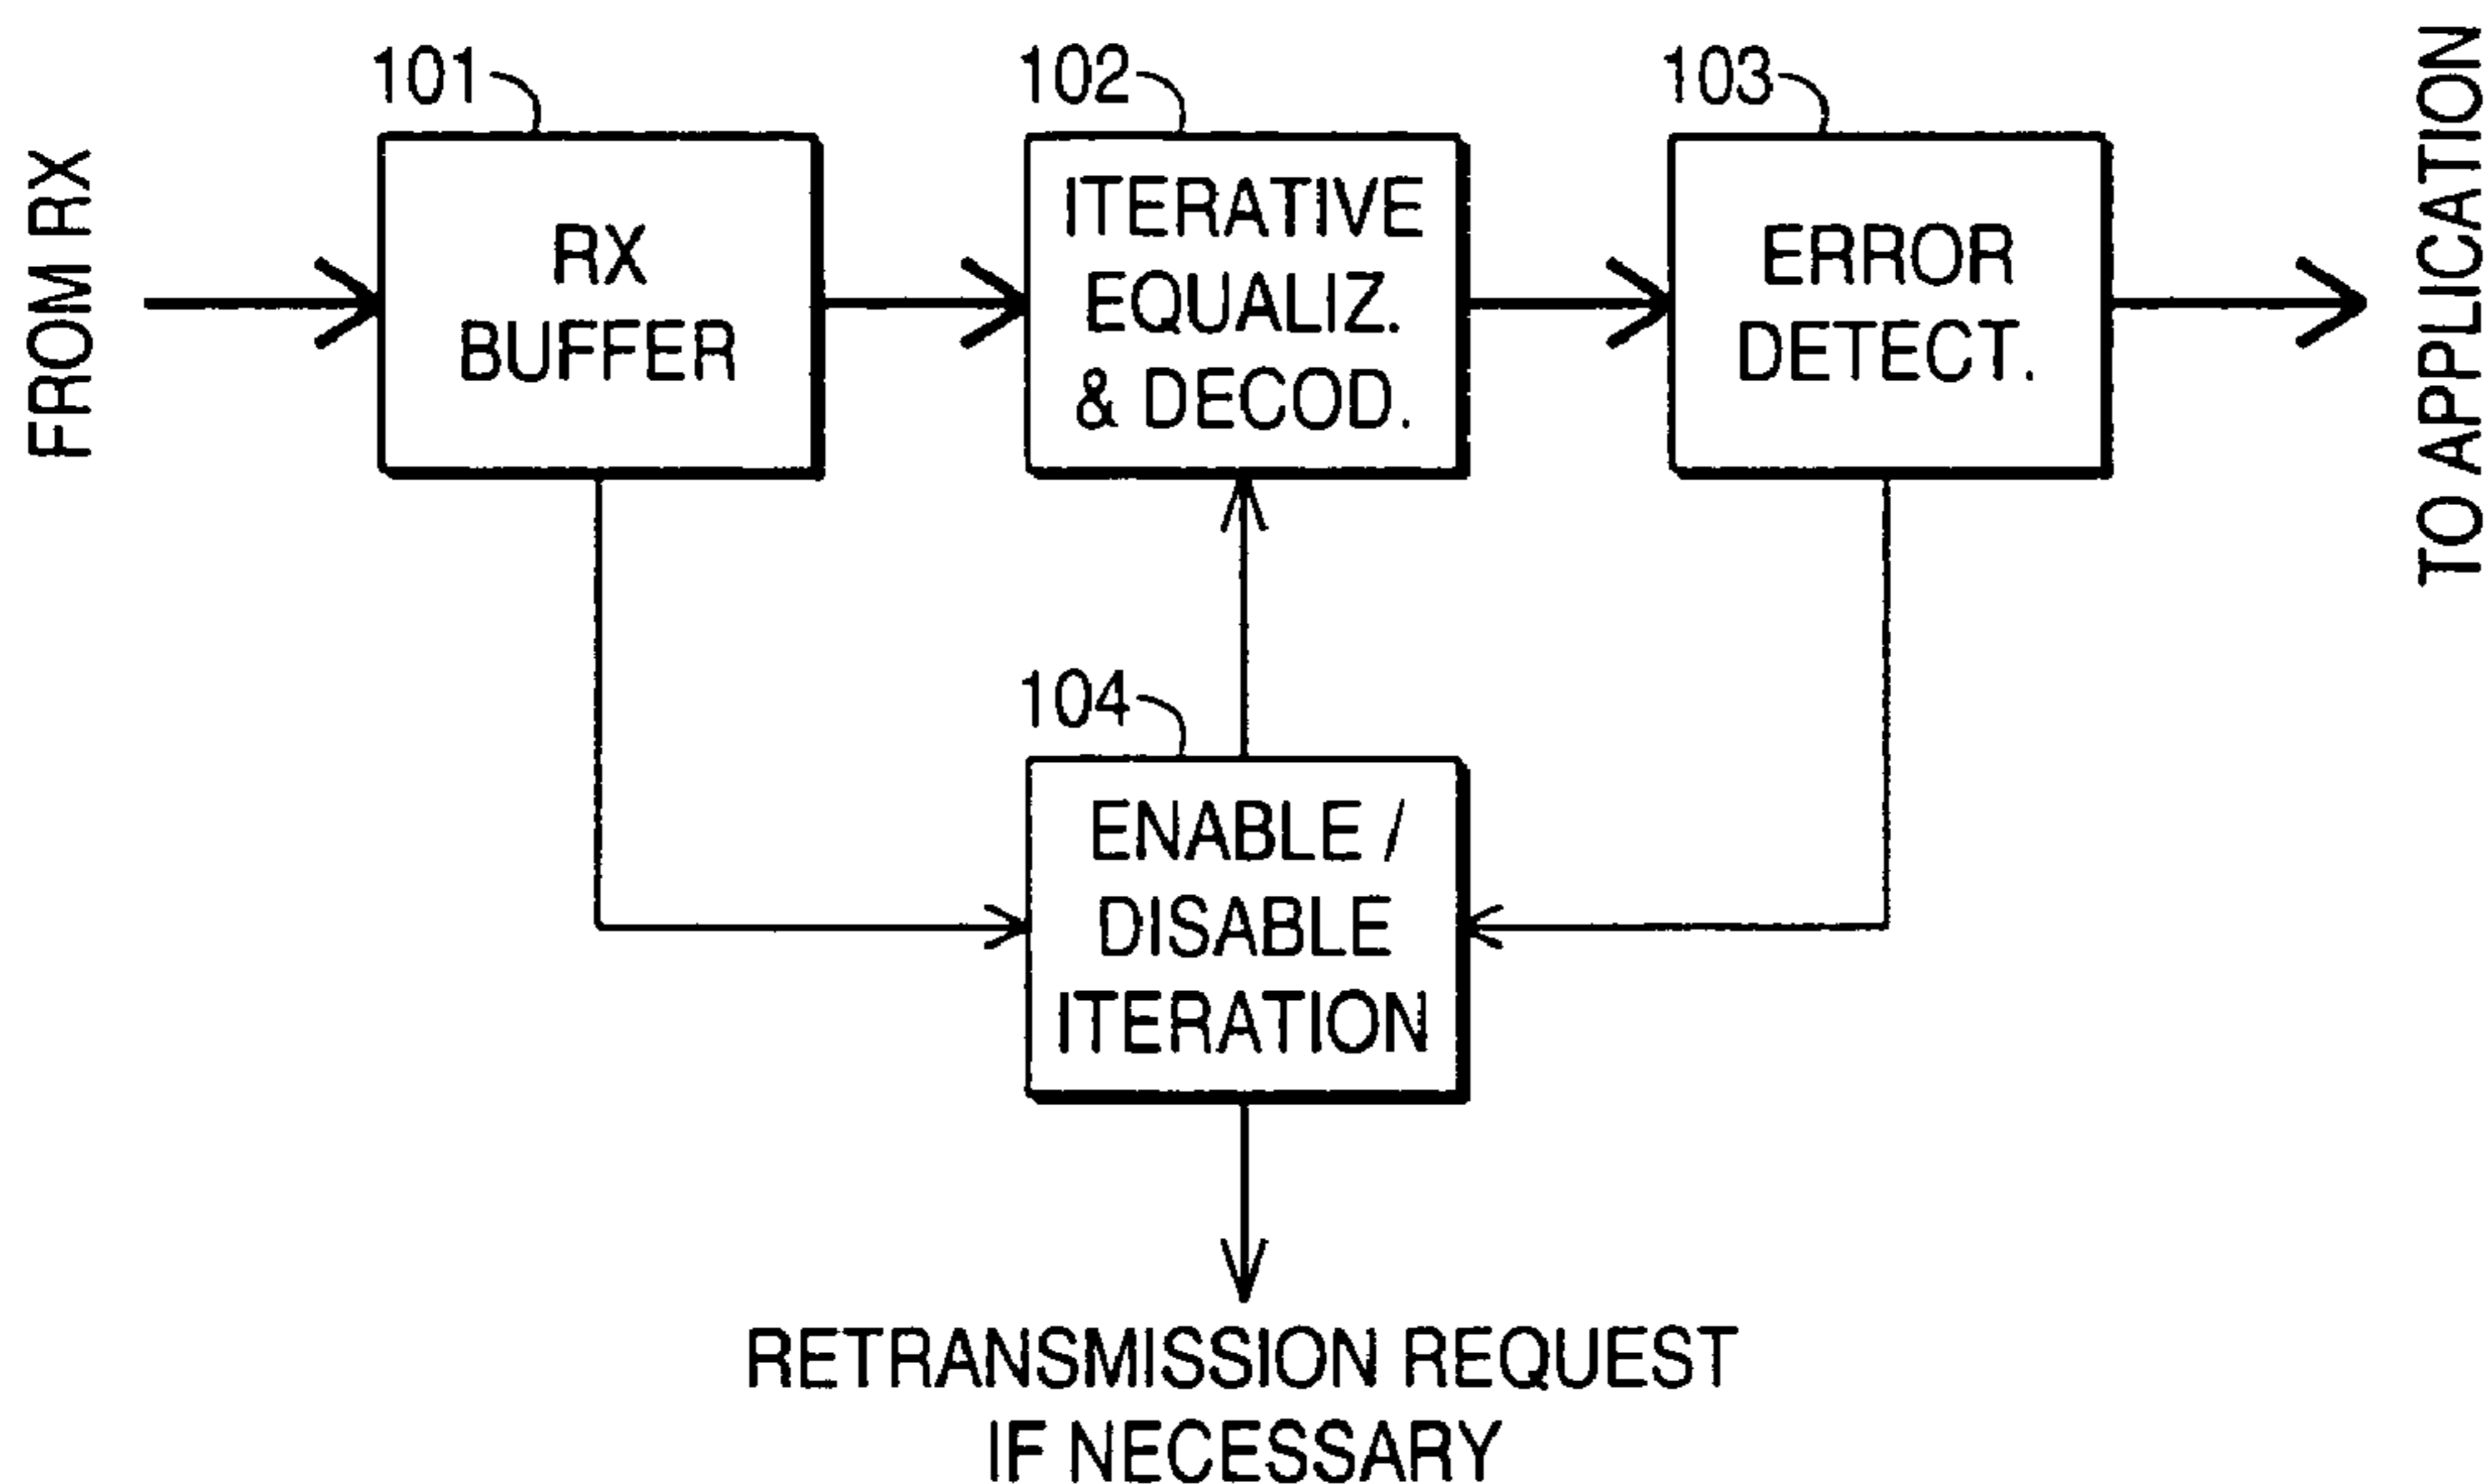 101
102
103
FROM RX
RX
BUFFER
ITERATIVE
EQUALIZ.
& DECOD.
ERROR
DETECT.
TO APPLICATION
104
ENABLE /
DISABLE
ITERATION
RETRANSMISSION REQUEST
IF NECESSARY